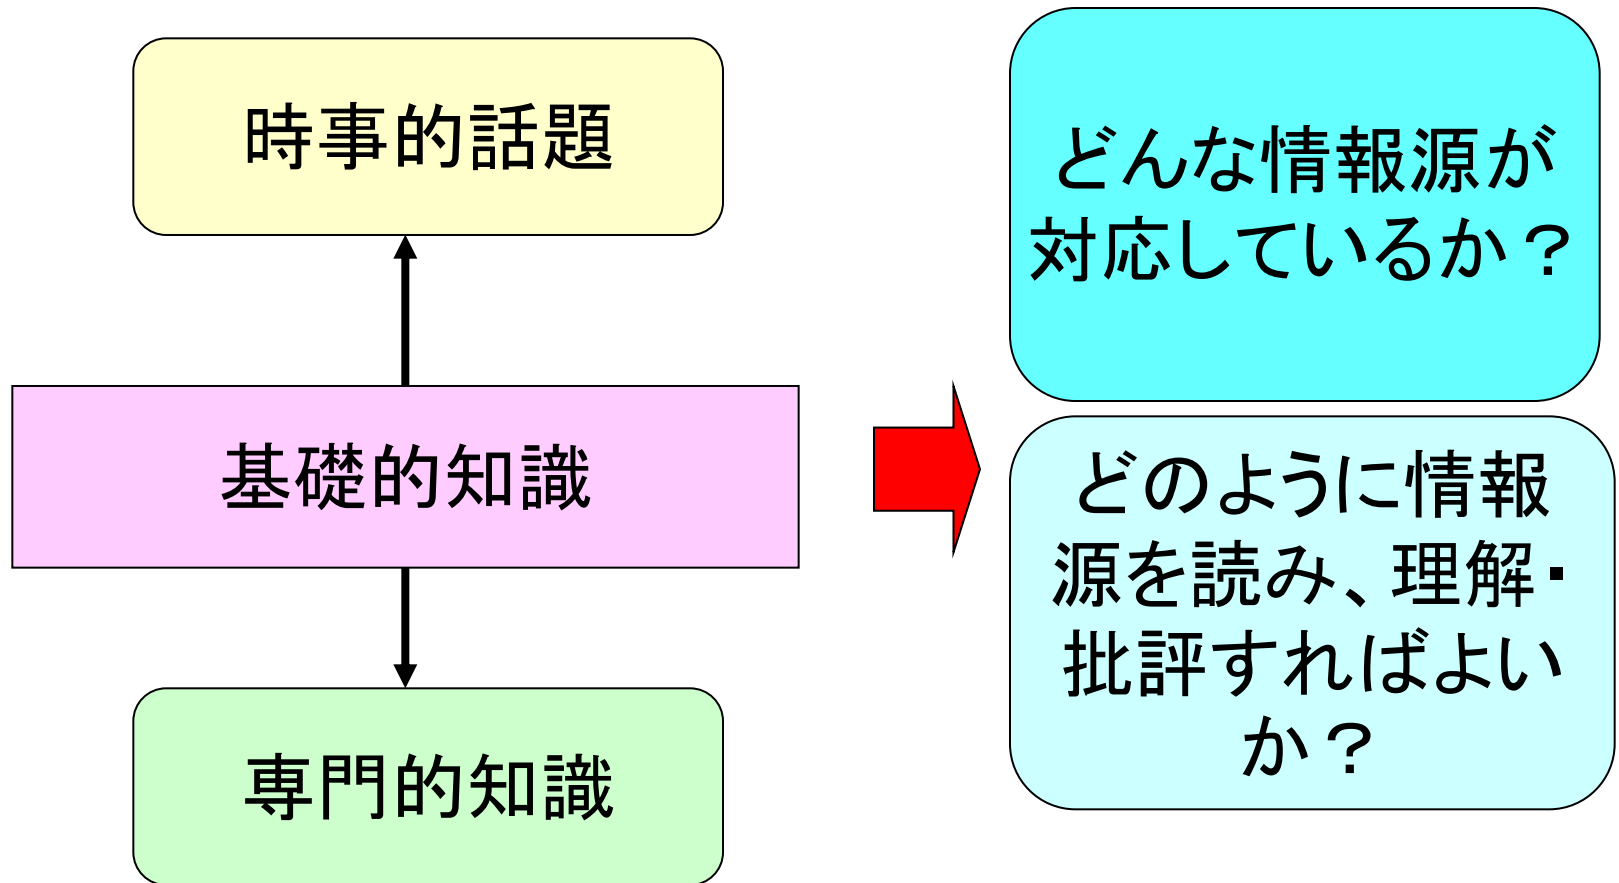 時事的話題
基礎的知識
専門的知識
どんな情報源が
対応しているか？
どのように情報
源を読み、理解・
批評すればよい
か？